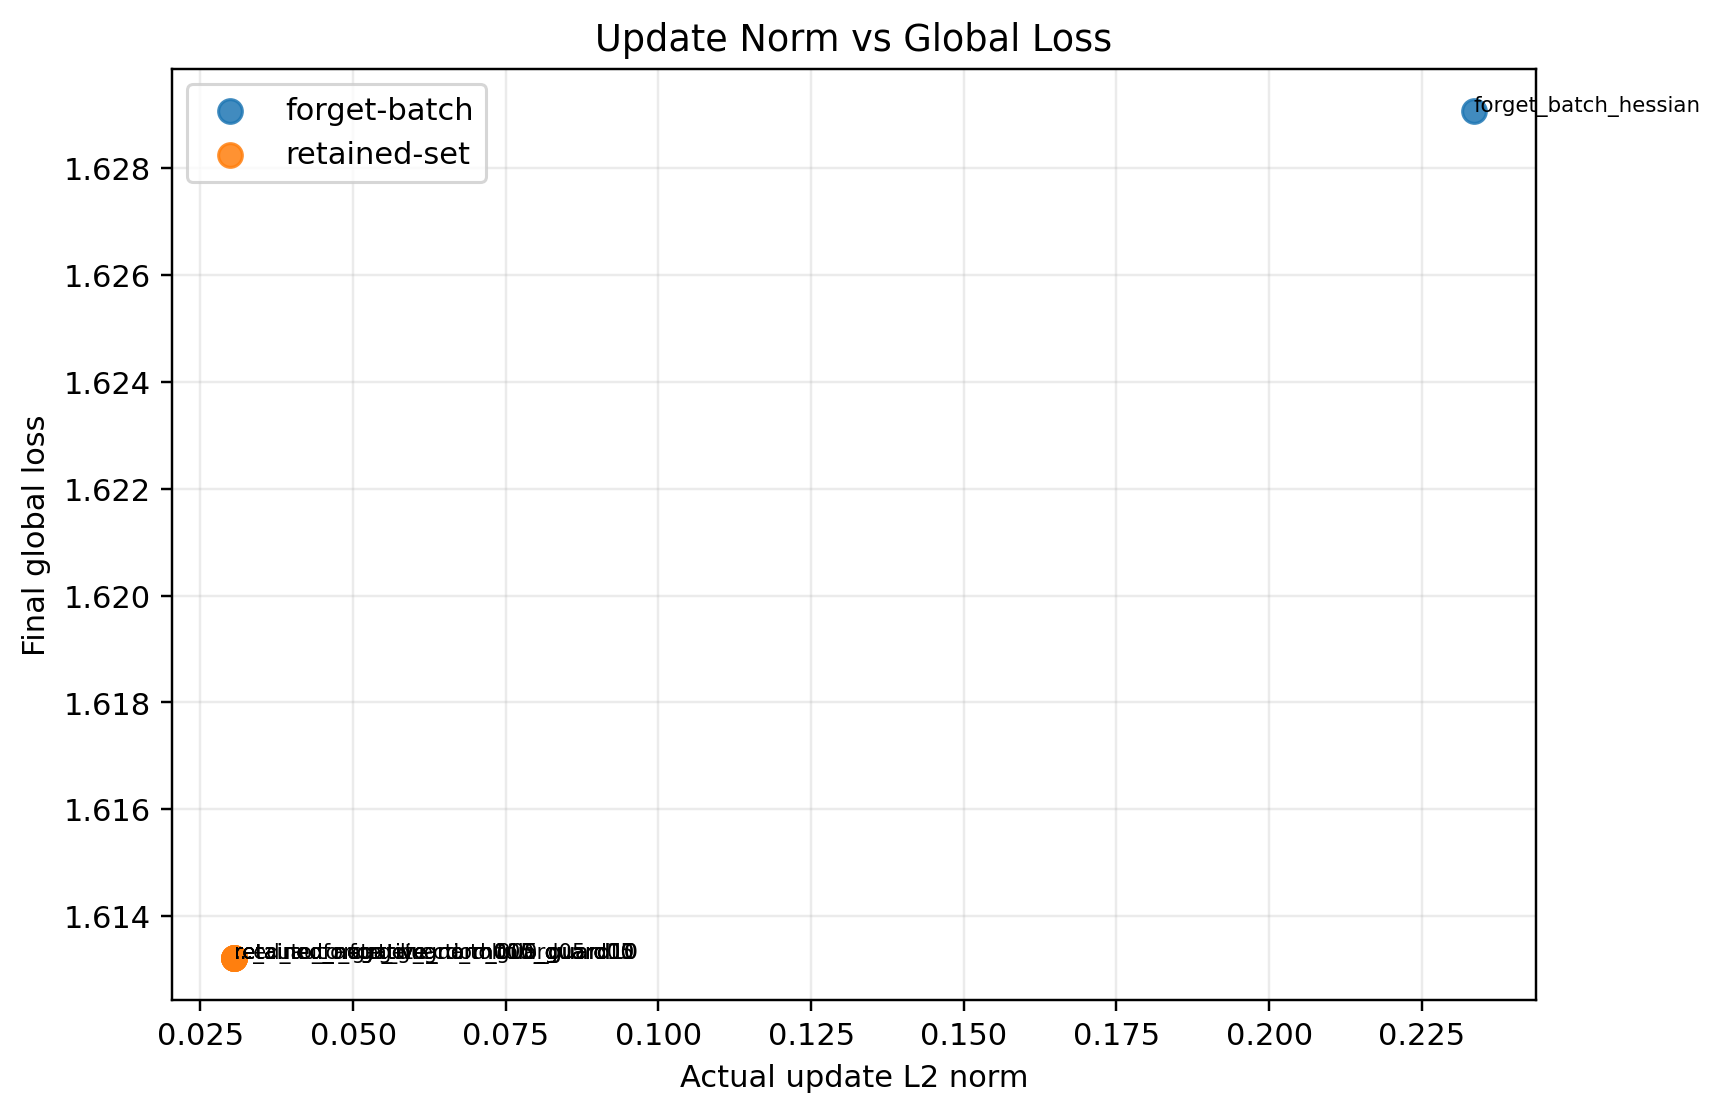 Update Norm vs Global Loss
forget-batch
retained-set
forget_batch_hessian
1.628
1.626
1.624
1.622
1.620
1.618
1.616
1.614
Final global loss
0.025 0.050 0.075 0.100 0.125 0.150 0.175 0.200 0.225
Actual update L2 norm